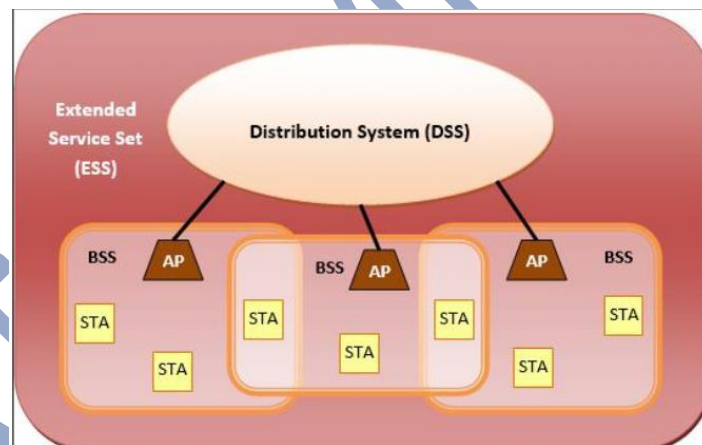 Extended
Service Set
(ESS)
Distribution System (DSS)
BSS
AP
BSS
AP
AP
BSS
STA
STA
STA
STA
STA
STA
STA